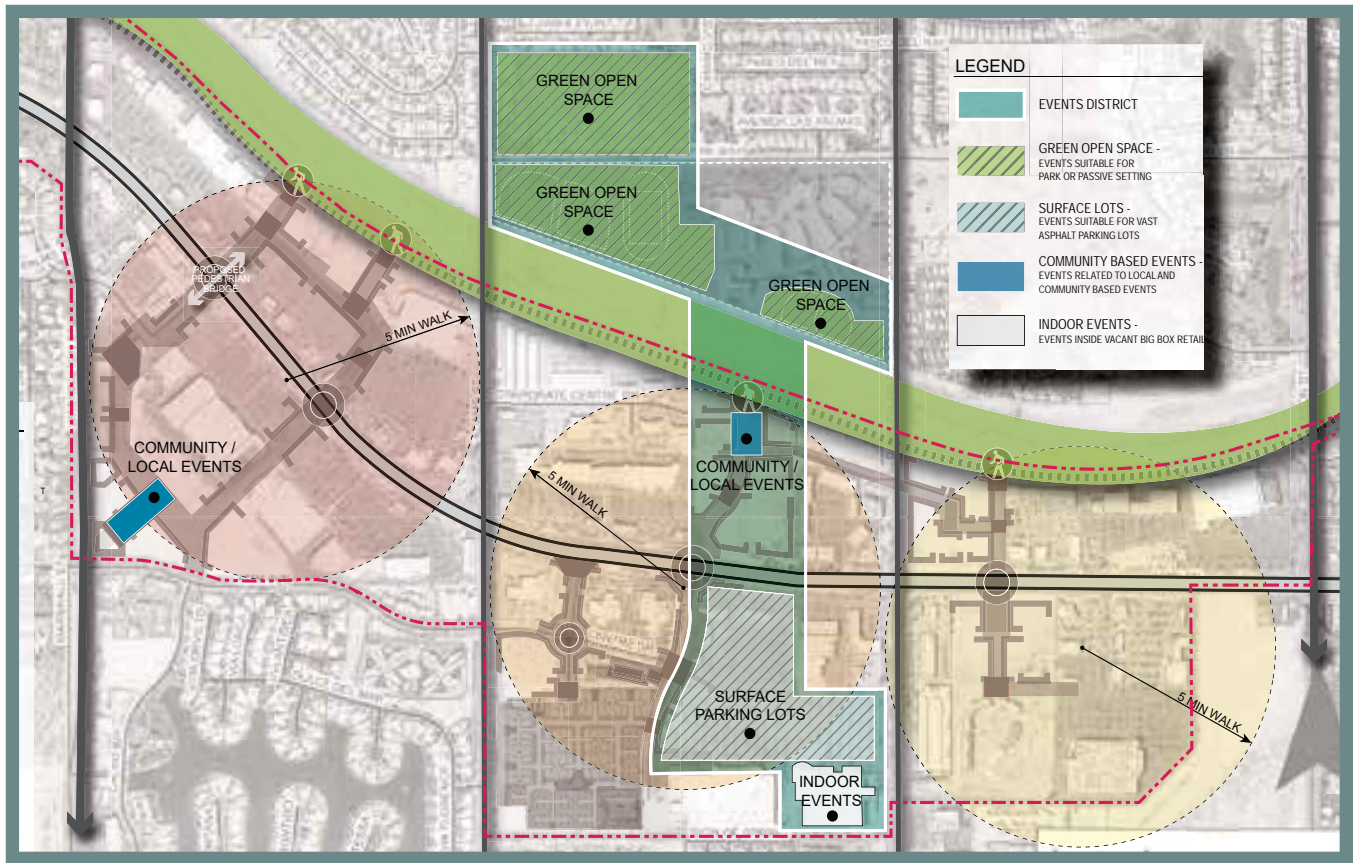 GREEN OPEN
SPACE
GREEN OPEN
SPACE
GREEN OPEN
SPACE
LEGEND
EVENTS DISTRICT
GREEN OPEN SPACE -
EVENTS SUITABLE FOR
PARK OR PASSIVE SETTING
SURFACE LOTS -
EVENTS SUITABLE FOR VAST
ASPHALT PARKING LOTS
COMMUNITY BASED EVENTS -
EVENTS RELATED TO LOCAL AND
COMMUNITY BASED EVENTS
INDOOR EVENTS -
EVENTS INSIDE VACANT BIG BOX RETAIL
PROPOSED
PEDESTRIAN
BRIDGE
5 MIN WALK
COMMUNITY /
LOCAL EVENTS
COMMUNITY /
LOCAL EVENTS
5 MIN WALK
SURFACE
PARKING LOTS
5 MIN WALK
INDOOR
EVENTS